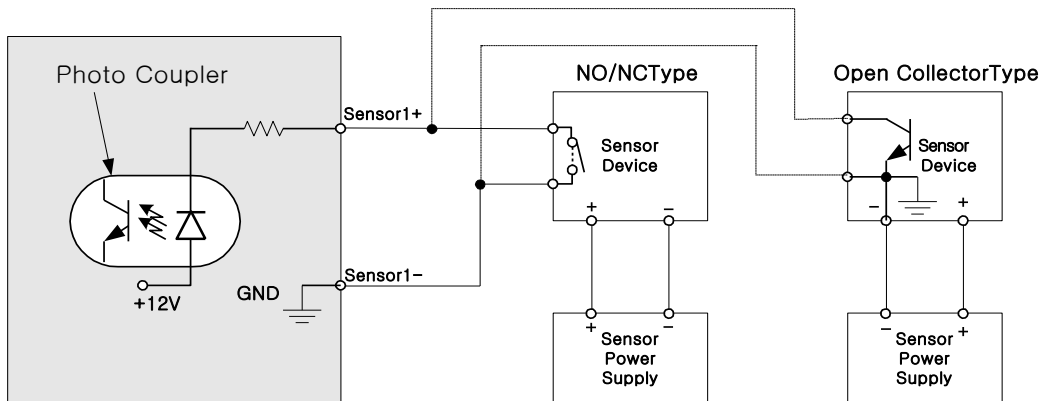 Photo Coupler
+12V
GND
Sensor1+
Sensor1-
NO/NCType
Sensor
Device
+
-
+
-
Sensor
Power
Supply
Open CollectorType
Sensor
Device
-
+
-
+
Sensor
Power
Supply